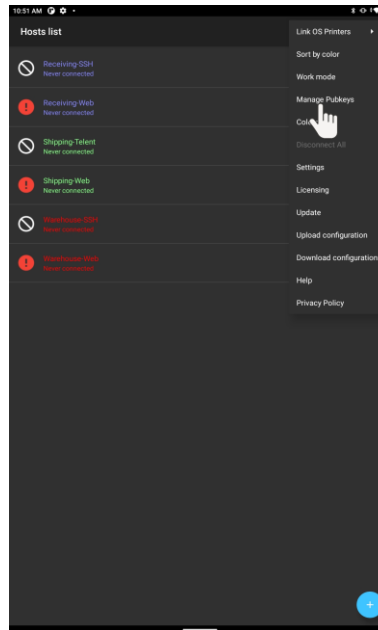 10:51 AM
Hosts list
Receiving-SSH
Never connected
Receiving-Web
Never connected
Shipping-Telent
Never connected
Shipping-Web
Never connected
Warehouse-SSH
Never connected
Warehouse-Web
Never connected
Link OS Printers
Sort by color
Work mode
Manage Pubkeys
Disconnect All
Settings
Licensing
Update
Upload configuration
Download configuration
Help
Privacy Policy